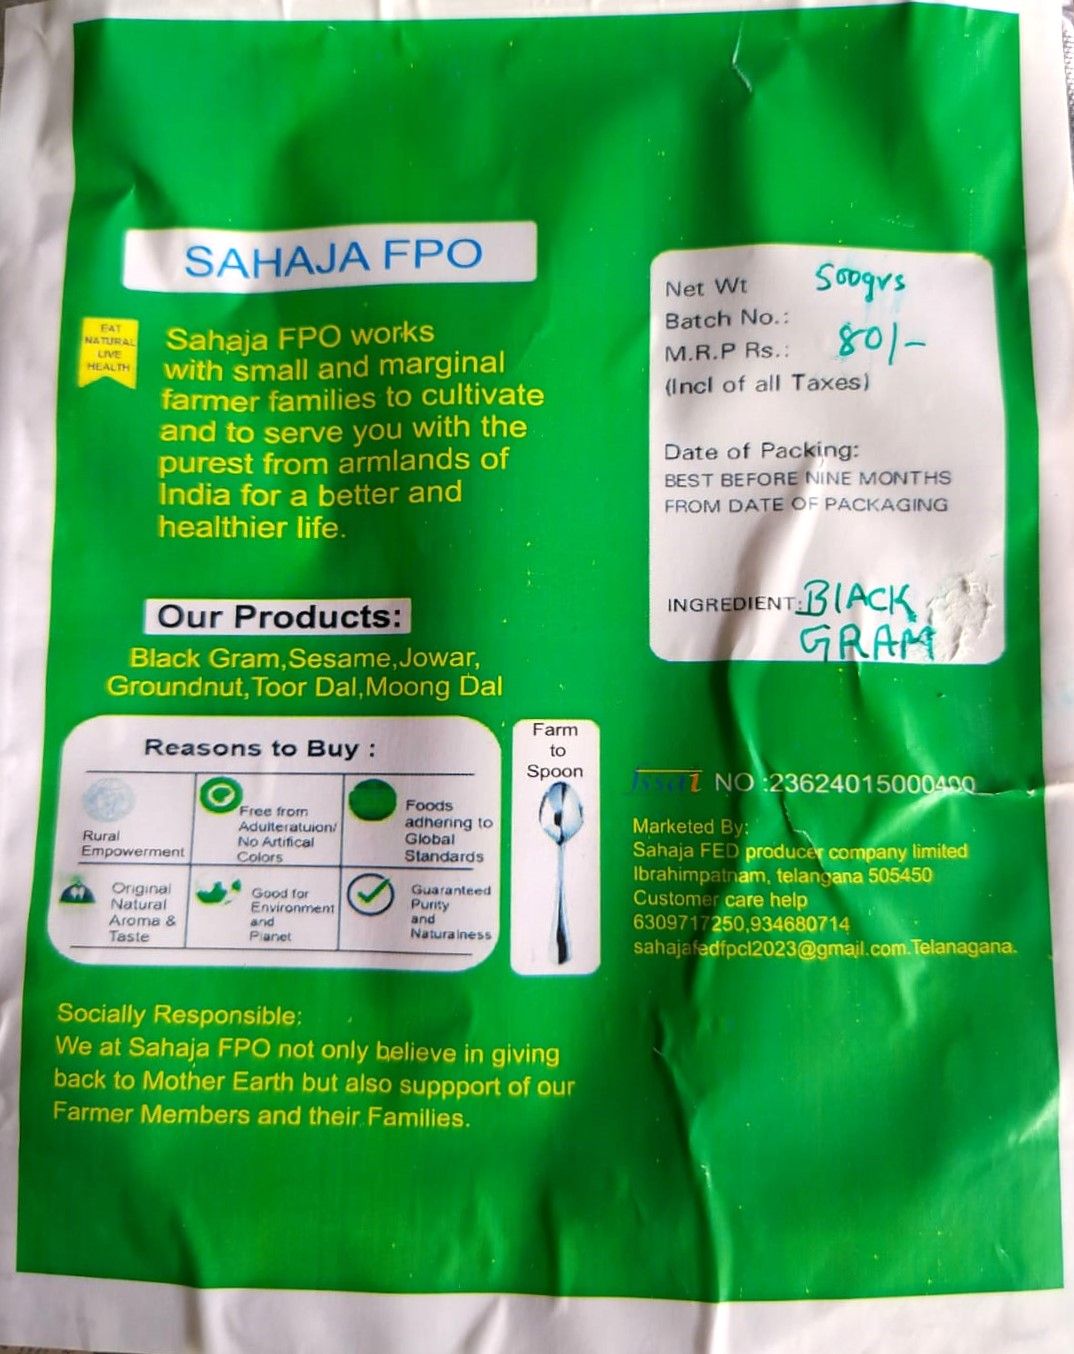 SAHAJA FPO
EAT
NATURAL
LIVE
HEALTH
Sahaja FPO works
with small and marginal
farmer families to cultivate
and to serve you with the
purest from armlands of
India for a better and
healthier life.
Our Products:
Black Gram,Sesame,Jowar,
Groundnut,Toor Dal,Moong Dal
Reasons to Buy :
Rural
Empowerment
Free from
Adulteratuion/
No Artifical
Colors
Foods
adhering to
Global
Standards
Original
Natural
Aroma &
Taste
Good for
Environment
and
Planet
Guaranteed
Purity
and
Naturalness
Farm
to
Spoon
Socially Responsible:
We at Sahaja FPO not only believe in giving
back to Mother Earth but also suppport of our
Farmer Members and their Families.
Net Wt 500grs
Batch No.:
M.R.P Rs.: 80/-
(Incl of all Taxes)
Date of Packing:
BEST BEFORE NINE MONTHS
FROM DATE OF PACKAGING
INGREDIENT: BlACK
GRAM
fssai NO :23624015000400
Marketed By:
Sahaja FED producer company limited
Ibrahimpatnam, telangana 505450
Customer care help
6309717250,934680714
sahajafedfpcl2023@gmail.com.Telanagana.